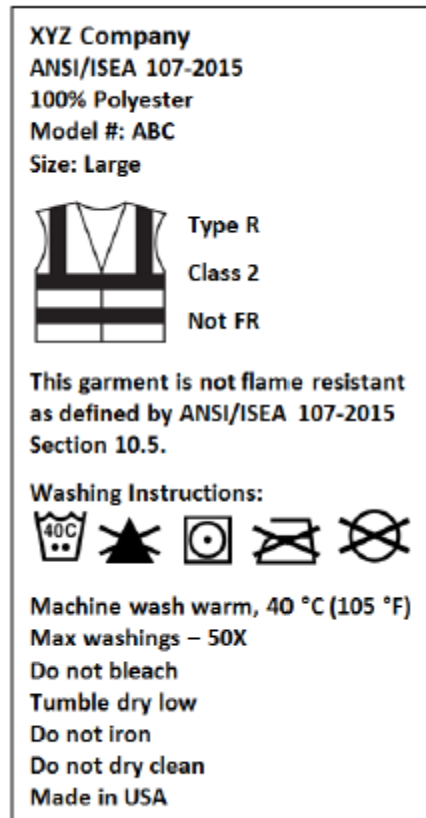 XYZ Company
ANSI/ISEA 107-2015
100% Polyester
Model #: ABC
Size: Large
Type R
Class 2
Not FR
This garment is not flame resistant
as defined by ANSI/ISEA 107-2015
Section 10.5.
Washing Instructions:
40C
Machine wash warm, 40 °C (105 °F)
Max washings – 50X
Do not bleach
Tumble dry low
Do not iron
Do not dry clean
Made in USA